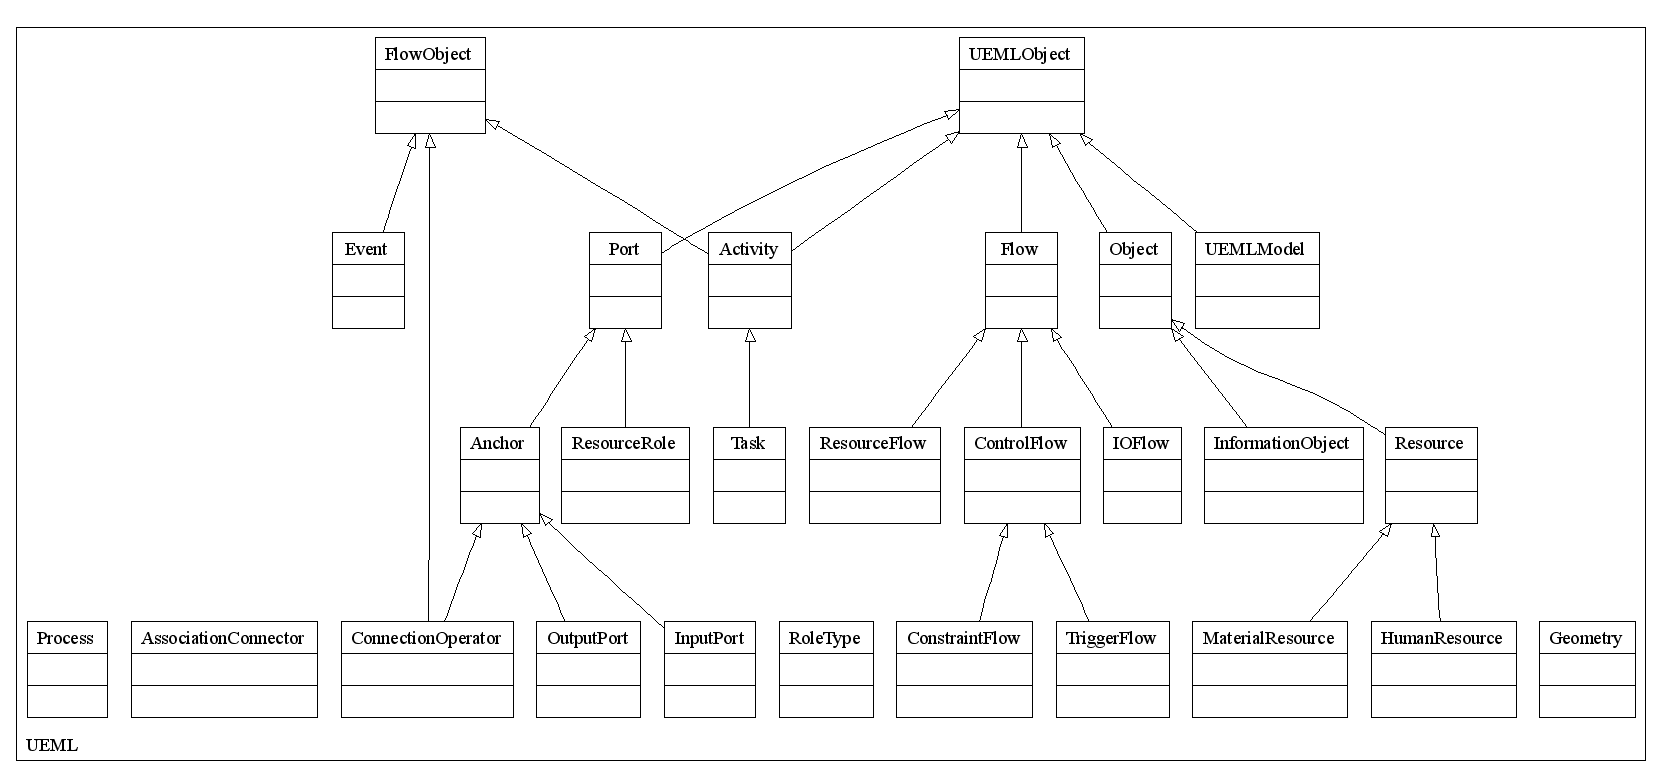 FlowObject
UEMLObject
Event
Port
Activity
Flow
Object
UEMLModel
Anchor
ResourceRole
Task
ResourceFlow
ControlFlow
IOFlow
InformationObject
Resource
Process
AssociationConnector
ConnectionOperator
OutputPort
InputPort
RoleType
ConstraintFlow
TriggerFlow
MaterialResource
HumanResource
Geometry
UEML